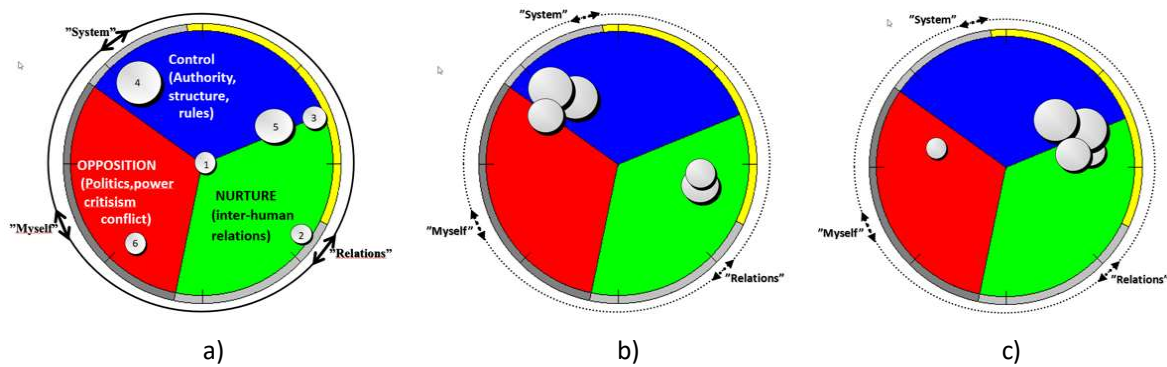 "System"
Control
(Authority,
structure,
rules)
4
5
3
1
OPPOSITION
(Politics,power
critisism
conflict)
NURTURE
(inter-human
relations)
"Myself"
6
2
"Relations"
a)
"System"
"Myself"
"Relations"
b)
"System"
"Myself"
"Relations"
c)